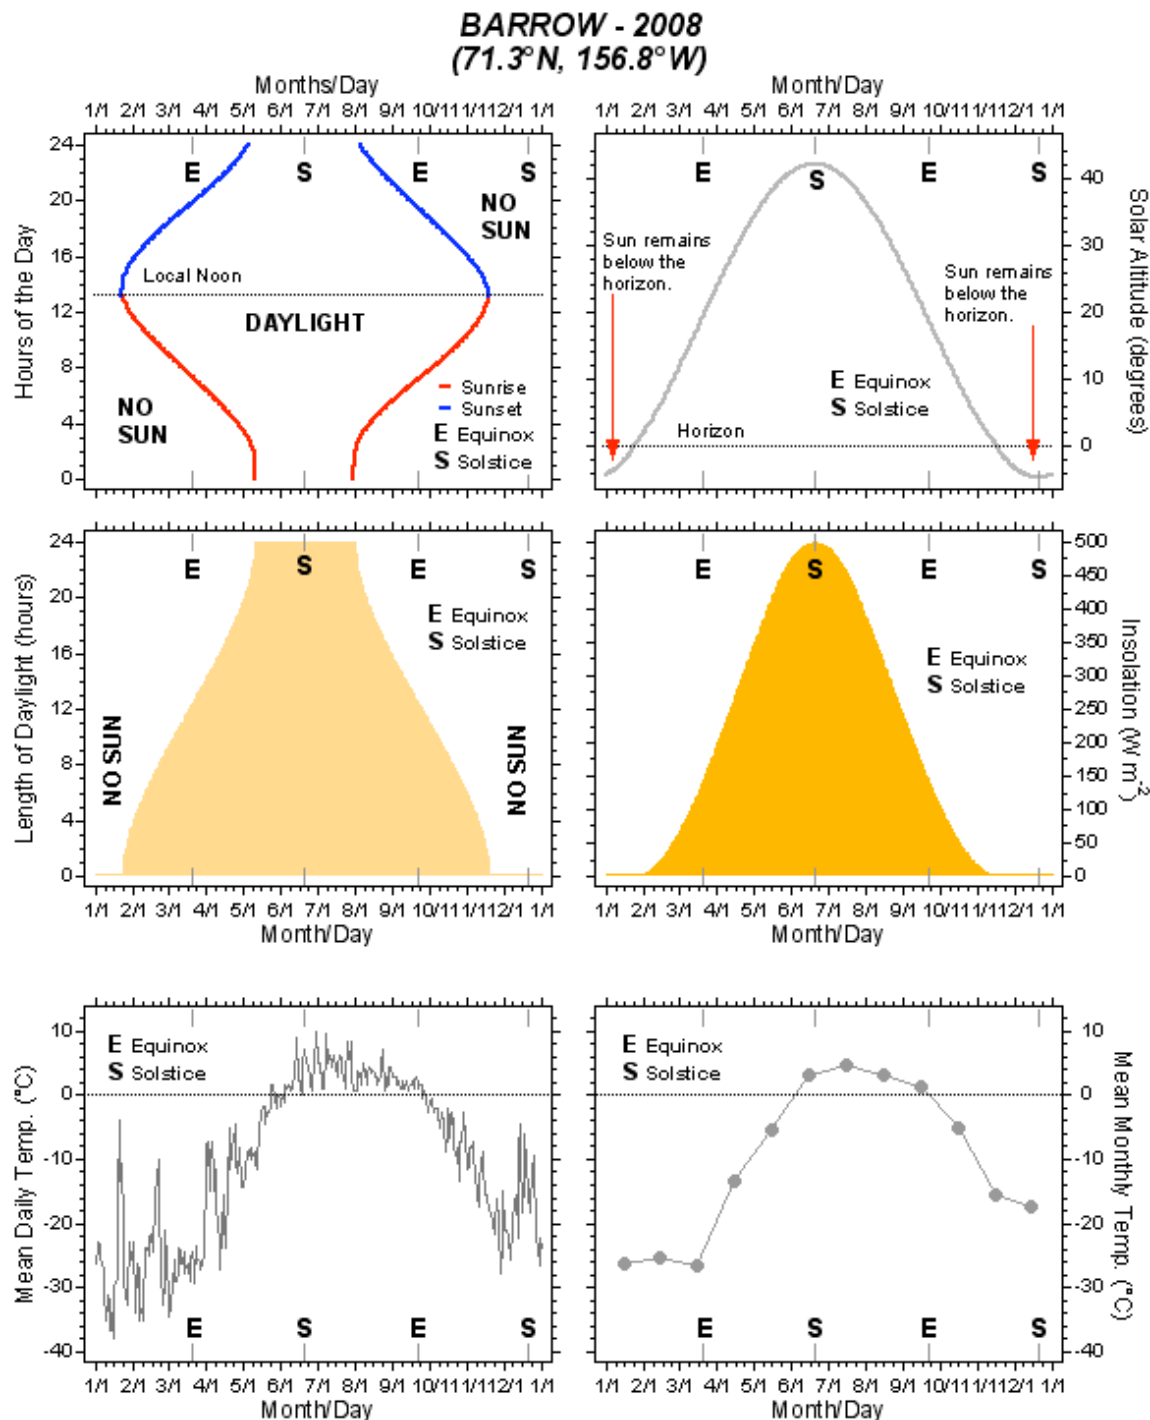 BARROW - 2008
(71.3°N, 156.8°W)
Months/Day
1/1 2/1 3/1 4/1 5/1 6/1 7/1 8/1 9/1 10/1 11/1 12/1 1/1
24
20
16
12
8
4
0
Hours of the Day
E S E S
NO
SUN
Local Noon
DAYLIGHT
NO
SUN
Sunrise
Sunset
E Equinox
S Solstice
Month/Day
1/1 2/1 3/1 4/1 5/1 6/1 7/1 8/1 9/1 10/1 11/1 12/1 1/1
E S E S
40
30
20
10
0
Solar Altitude (degrees)
Sun remains
below the
horizon.
Sun remains
below the
horizon.
E Equinox
S Solstice
Horizon
24
20
16
12
8
4
0
Length of Daylight (hours)
E S E S
E Equinox
S Solstice
NO SUN
NO SUN
1/1 2/1 3/1 4/1 5/1 6/1 7/1 8/1 9/1 10/1 11/1 12/1 1/1
Month/Day
E S E S
E Equinox
S Solstice
500
450
400
350
300
250
200
150
100
50
0
Insolation (W m-2)
1/1 2/1 3/1 4/1 5/1 6/1 7/1 8/1 9/1 10/1 11/1 12/1 1/1
Month/Day
10
0
-10
-20
-30
-40
Mean Daily Temp. (°C)
E Equinox
S Solstice
E S E S
1/1 2/1 3/1 4/1 5/1 6/1 7/1 8/1 9/1 10/1 11/1 12/1 1/1
Month/Day
E Equinox
S Solstice
10
0
-10
-20
-30
-40
Mean Monthly Temp. (°C)
E S E S
1/1 2/1 3/1 4/1 5/1 6/1 7/1 8/1 9/1 10/1 11/1 12/1 1/1
Month/Day